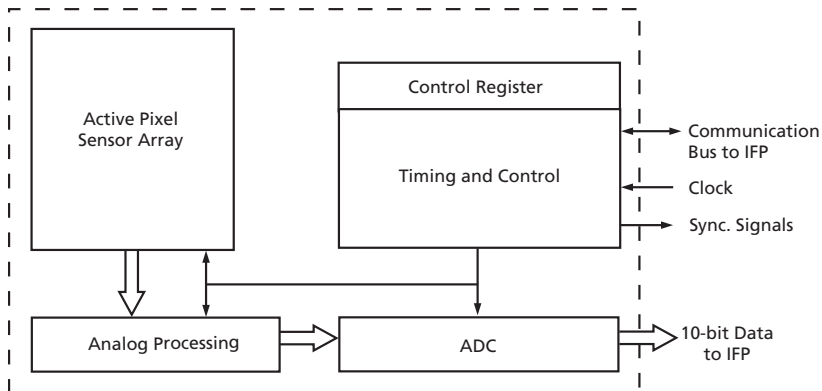 Active Pixel
Sensor Array
Control Register
Timing and Control
Communication
Bus to IFP
Clock
Sync. Signals
Analog Processing
ADC
10-bit Data
to IFP